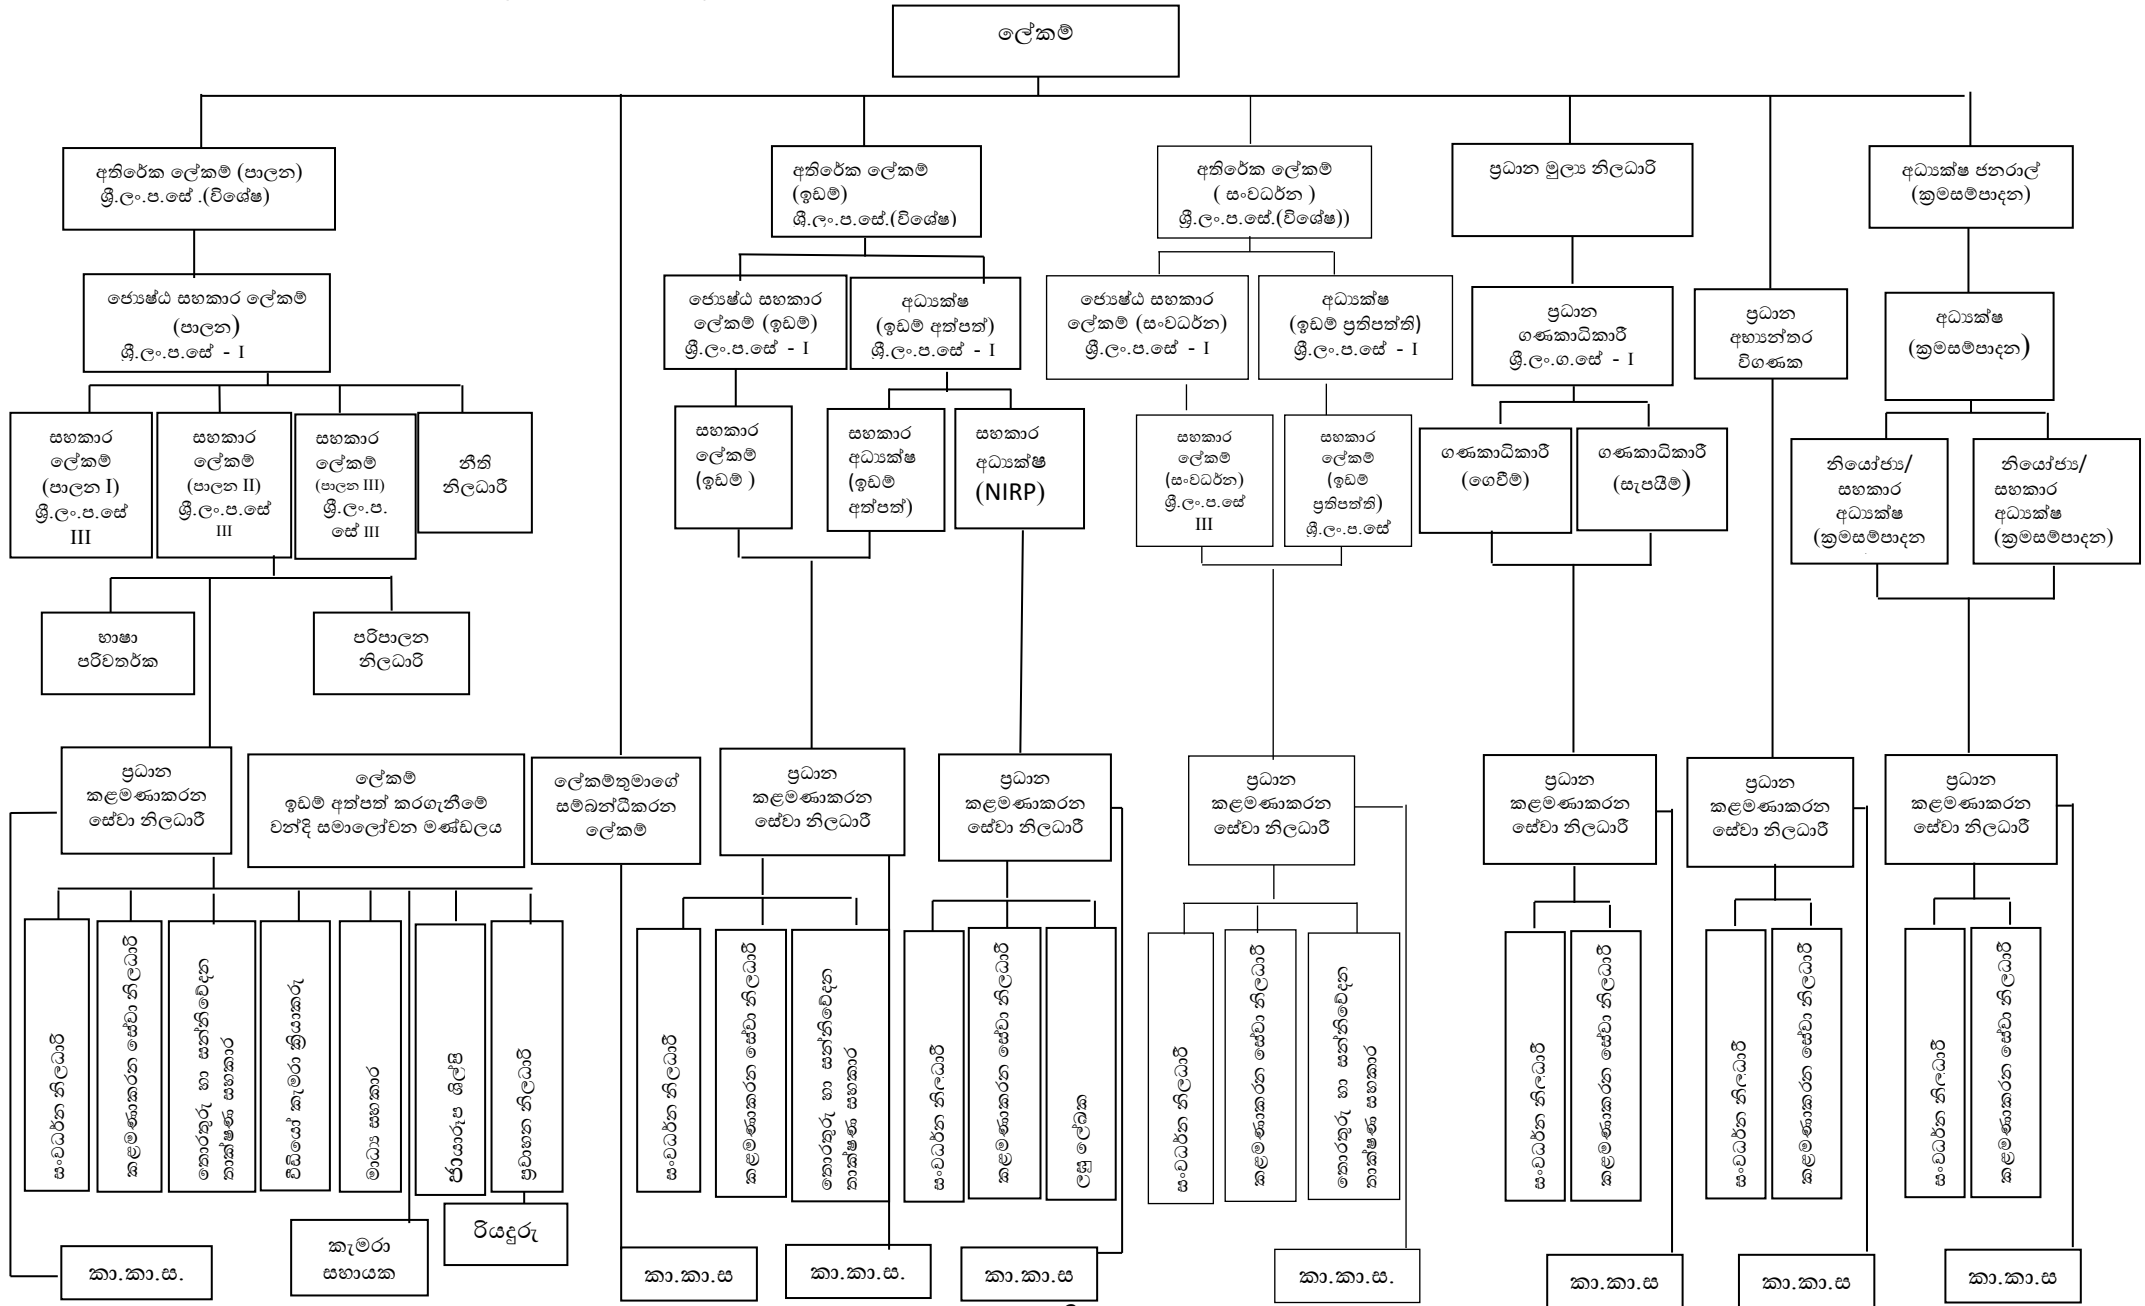 ලේකම්
අතිරේක ලේකම් (පාලන)
ශ්‍රී.ලං.ප.සේ .(විශේෂ)
අතිරේක ලේකම්
(ඉඩම්)
ශ්‍රී.ලං.ප.සේ.(විශේෂ)
අතිරේක ලේකම්
( සංවර්ධන )
ශ්‍රී.ලං.ප.සේ.(විශේෂ))
ප්‍රධාන මුල්‍ය නිලධාරි
අධ්‍යක්ෂ ජනරාල්
(ක්‍රමසම්පාදන)
ජ්‍යෙෂ්ඨ සහකාර ලේකම්
(පාලන)
ශ්‍රී.ලං.ප.සේ - I
ජ්‍යෙෂ්ඨ සහකාර
ලේකම් (ඉඩම්)
ශ්‍රී.ලං.ප.සේ - I
අධ්‍යක්ෂ
(ඉඩම් අත්පත්)
ශ්‍රී.ලං.ප.සේ - I
ජ්‍යෙෂ්ඨ සහකාර
ලේකම් (සංවර්ධන)
ශ්‍රී.ලං.ප.සේ - I
අධ්‍යක්ෂ
(ඉඩම් ප්‍රතිපත්ති)
ශ්‍රී.ලං.ප.සේ - I
ප්‍රධාන
ගණකාධිකාරී
ශ්‍රී.ලං.ග.සේ - I
ප්‍රධාන
අභ්‍යන්තර
විගණක
අධ්‍යක්ෂ
(ක්‍රමසම්පාදන)
සහකාර
ලේකම්
(පාලන I)
ශ්‍රී.ලං.ප.සේ
III
සහකාර
ලේකම්
(පාලන II)
ශ්‍රී.ලං.ප.සේ
III
සහකාර
ලේකම්
(පාලන III)
ශ්‍රී.ලං.ප.
සේ III
නීති
නිලධාරී
සහකාර
ලේකම්
(ඉඩම් )
සහකාර
අධ්‍යක්ෂ
(ඉඩම්
අත්පත්)
සහකාර
අධ්‍යක්ෂ
(NIRP)
සහකාර
ලේකම්
(සංවර්ධන)
ශ්‍රී.ලං.ප.සේ
III
සහකාර
ලේකම්
(ඉඩම්
ප්‍රතිපත්ති)
ශ්‍රී.ලං.ප.සේ
ගණකාධිකාරී
(ගෙවීම්)
ගණකාධිකාරී
(සැපයීම්)
නියෝජ්‍ය/
සහකාර
අධ්‍යක්ෂ
(ක්‍රමසම්පාදන
නියෝජ්‍ය/
සහකාර
අධ්‍යක්ෂ
(ක්‍රමසම්පාදන)
භාෂා
පරිවර්තක
පරිපාලන
නිලධාරි
ප්‍රධාන
කළමණාකරන
සේවා නිලධාරී
ලේකම්
ඉඩම් අත්පත් කරගැනීමේ
වන්දි සමාලෝචන මණ්ඩලය
ලේකම්තුමාගේ
සම්බන්ධීකරන
ලේකම්
ප්‍රධාන
කළමණාකරන
සේවා නිලධාරී
ප්‍රධාන
කළමණාකරන
සේවා නිලධාරී
ප්‍රධාන
කළමණාකරන
සේවා නිලධාරී
ප්‍රධාන
කළමණාකරන
සේවා නිලධාරී
ප්‍රධාන
කළමණාකරන
සේවා නිලධාරී
ප්‍රධාන
කළමණාකරන
සේවා නිලධාරී
සංවර්ධන නිලධාරී
කළමණාකරන සේවා නිලධාරී
තොරතුරු හා සන්නිවේදන
තාක්ෂණ සහකාර
වීඩියෝ කැමරා ක්‍රියාකරු
මාධ්‍ය සහකාර
ඡායාරූප ශිල්පී
ප්‍රවාහන නිලධාරී
සංවර්ධන නිලධාරී
කළමණාකරන සේවා නිලධාරී
තොරතුරු හා සන්නිවේදන
තාක්ෂණ සහකාර
සංවර්ධන නිලධාරී
කළමණාකරන සේවා නිලධාරී
ලඝු ලේඛක
සංවර්ධන නිලධාරී
කළමණාකරන සේවා නිලධාරී
තොරතුරු හා සන්නිවේදන
තාක්ෂණ සහකාර
සංවර්ධන නිලධාරී
කළමණාකරන සේවා නිලධාරී
සංවර්ධන නිලධාරී
කළමණාකරන සේවා නිලධාරී
සංවර්ධන නිලධාරී
කළමණාකරන සේවා නිලධාරී
කා.කා.ස.
කැමරා
සහායක
රියදුරු
කා.කා.ස
කා.කා.ස.
කා.කා.ස
කා.කා.ස.
කා.කා.ස
කා.කා.ස
කා.කා.ස